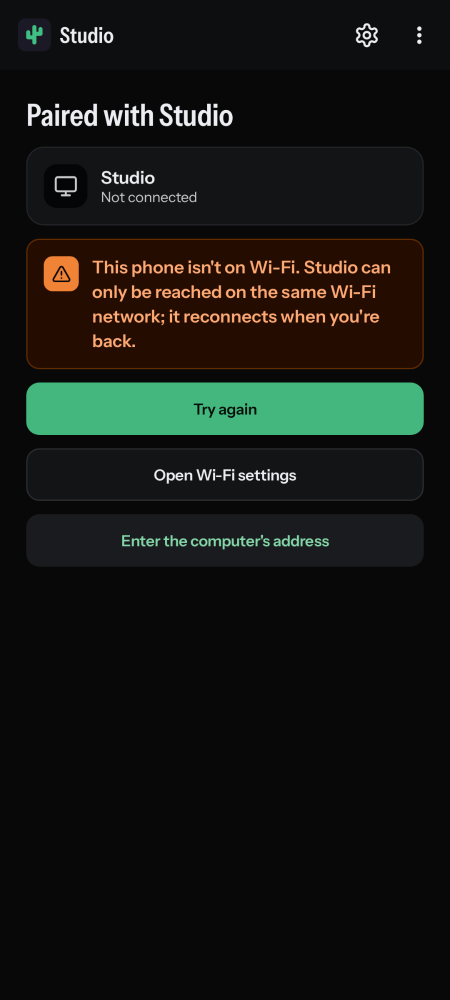 Studio
Paired with Studio
Studio
Not connected
This phone isn't on Wi-Fi. Studio can
only be reached on the same Wi-Fi
network; it reconnects when you're
back.
Try again
Open Wi-Fi settings
Enter the computer's address